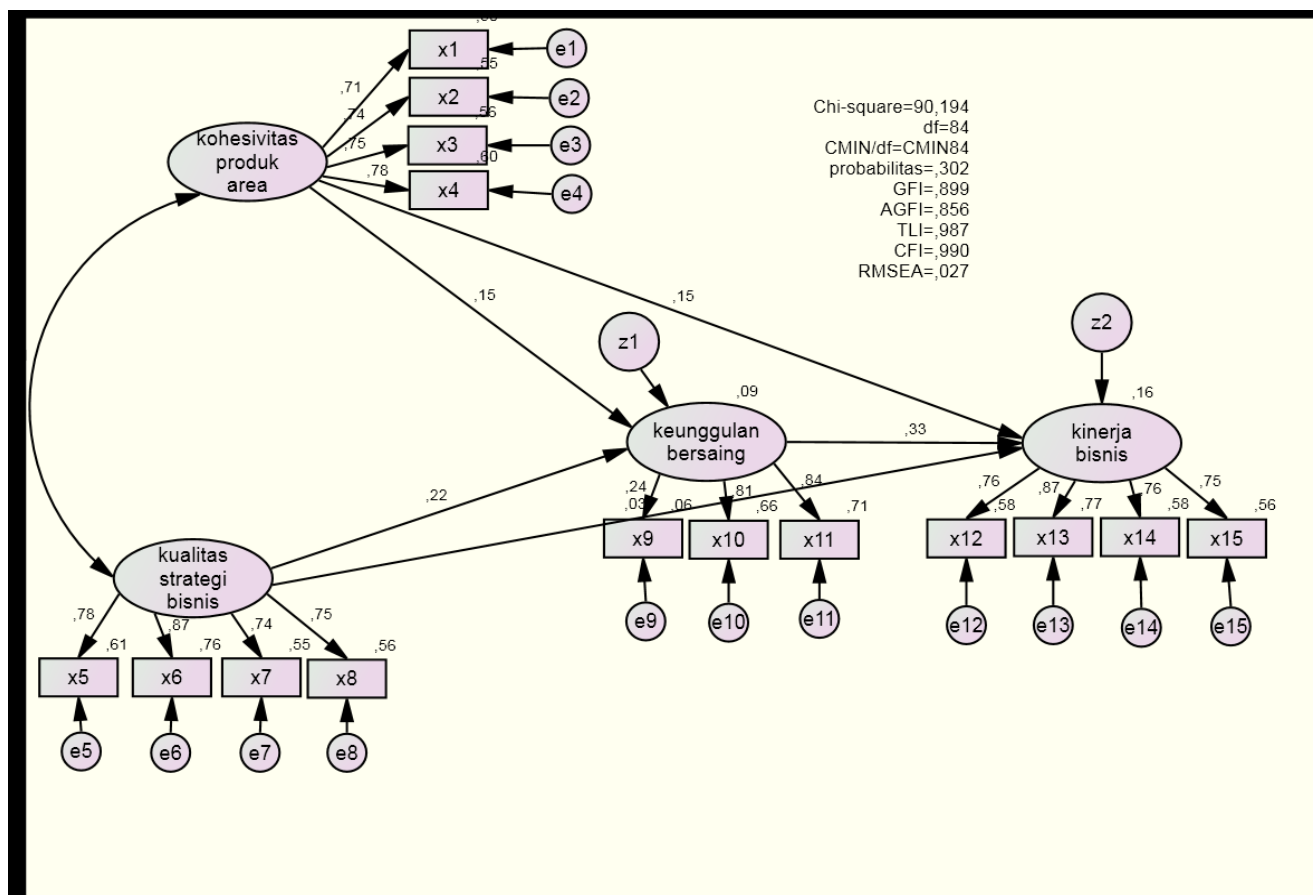 x1
e1
,71
,55
x2
e2
,74
,56
kohesivitas
produk
area
,75
x3
e3
,60
,78
x4
e4
Chi-square=90,194
df=84
CMIN/df=CMIN84
probabilitas=,302
GFI=,899
AGFI=,856
TLI=,987
CFI=,990
RMSEA=,027
,15
,15
z1
z2
,09
,16
keunggulan
bersaing
,33
kinerja
bisnis
,22
,03
,24
,06
,81
,66
,84
,71
,76
,58
,87
,77
,76
,58
,75
,56
x9
x10
x11
x12
x13
x14
x15
e9
e10
e11
e12
e13
e14
e15
kualitas
strategi
bisnis
,78
,61
,87
,76
,74
,55
,75
,56
x5
x6
x7
x8
e5
e6
e7
e8